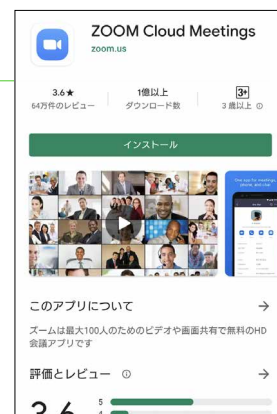 ZOOM Cloud Meetings
zoom.us
3.6★
64万件のレビュー
1億以上
ダウンロード数
3+
3 歳以上
インストール
このアプリについて
ズームは最大100人のためのビデオや画面共有で無料のHD
会議アプリです
評価とレビュー
3.6
5
4